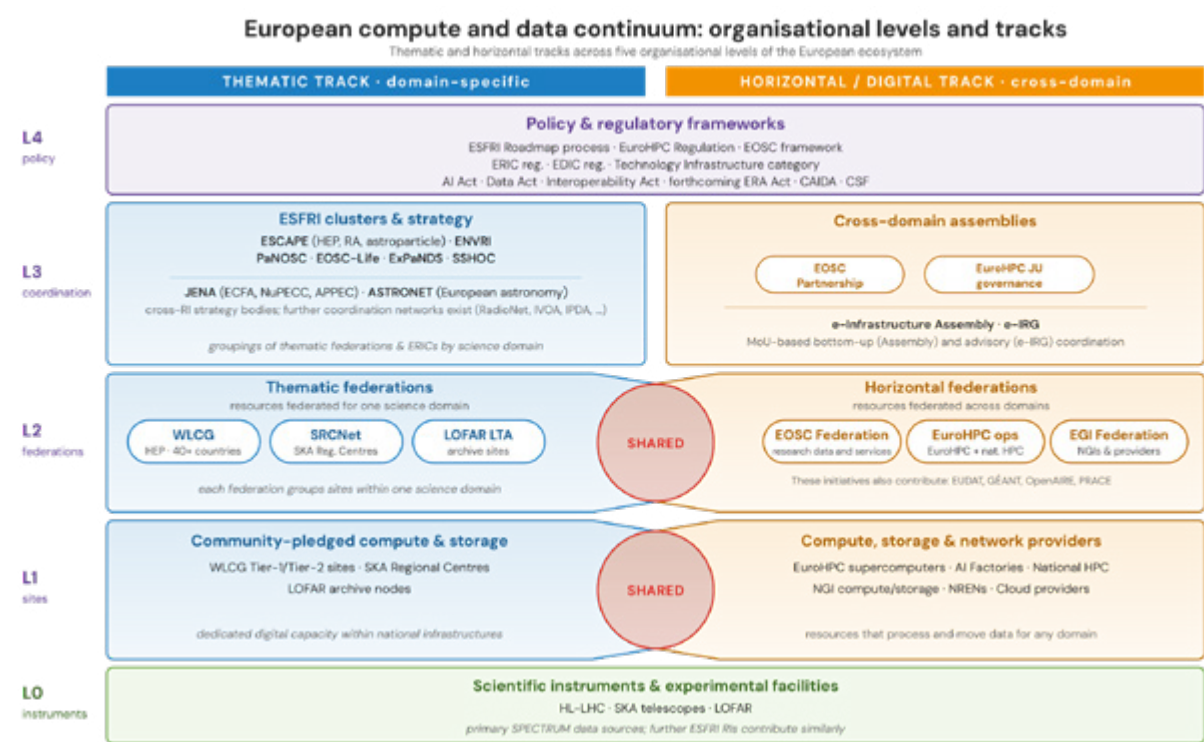 European compute and data continuum: organisational levels and tracks
Thematic and horizontal tracks across five organisational levels of the European ecosystem
THEMATIC TRACK · domain-specific
HORIZONTAL / DIGITAL TRACK · cross-domain
L4
policy
Policy & regulatory frameworks
ESFRI Roadmap process · EuroHPC Regulation · EOSC framework
ERIC reg. · EDIC reg. · Technology Infrastructure category
AI Act · Data Act · Interoperability Act · forthcoming ERA Act · CAIDA · CSF
L3
coordination
ESFRI clusters & strategy
ESCAPE (HEP, RA, astroparticle) · ENVRI
PaNOSC · EOSC-Life · ExPaNDS · SSHOC
JENA (ECFA, NuPECC, APPEC) · ASTRONET (European astronomy)
cross-RI strategy bodies; further coordination networks exist (RadioNet, IVOA, IPDA, ...)
groupings of thematic federations & ERICs by science domain
Cross-domain assemblies
EOSC
Partnership
EuroHPC JU
governance
e-Infrastructure Assembly · e-IRG
MoU-based bottom-up (Assembly) and advisory (e-IRG) coordination
L2
federations
Thematic federations
resources federated for one science domain
WLCG
HEP · 40+ countries
SRCNet
SKA Reg. Centres
LOFAR LTA
archive sites
each federation groups sites within one science domain
SHARED
Horizontal federations
resources federated across domains
EOSC Federation
research data and services
EuroHPC ops
EuroHPC + nat. HPC
EGI Federation
NGIs & providers
These initiatives also contribute: EUDAT, GÉANT, OpenAIRE, PRACE
L1
sites
Community-pledged compute & storage
WLCG Tier-1/Tier-2 sites · SKA Regional Centres
LOFAR archive nodes
dedicated digital capacity within national infrastructures
SHARED
Compute, storage & network providers
EuroHPC supercomputers · AI Factories · National HPC
NGI compute/storage · NRENs · Cloud providers
resources that process and move data for any domain
L0
instruments
Scientific instruments & experimental facilities
HL-LHC · SKA telescopes · LOFAR
primary SPECTRUM data sources; further ESFRI RIs contribute similarly